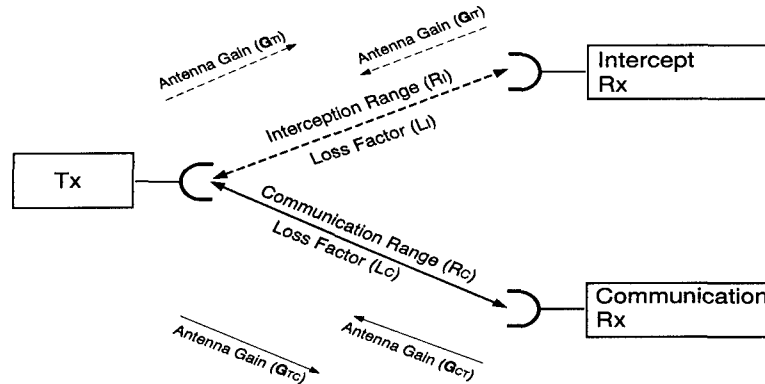 Antenna Gain (GTI)
Antenna Gain (GIT)
Intercept
Rx
Interception Range (RI)
Loss Factor (LI)
Tx
Communication Range (RC)
Loss Factor (LC)
Communication
Rx
Antenna Gain (GTC)
Antenna Gain (GCT)